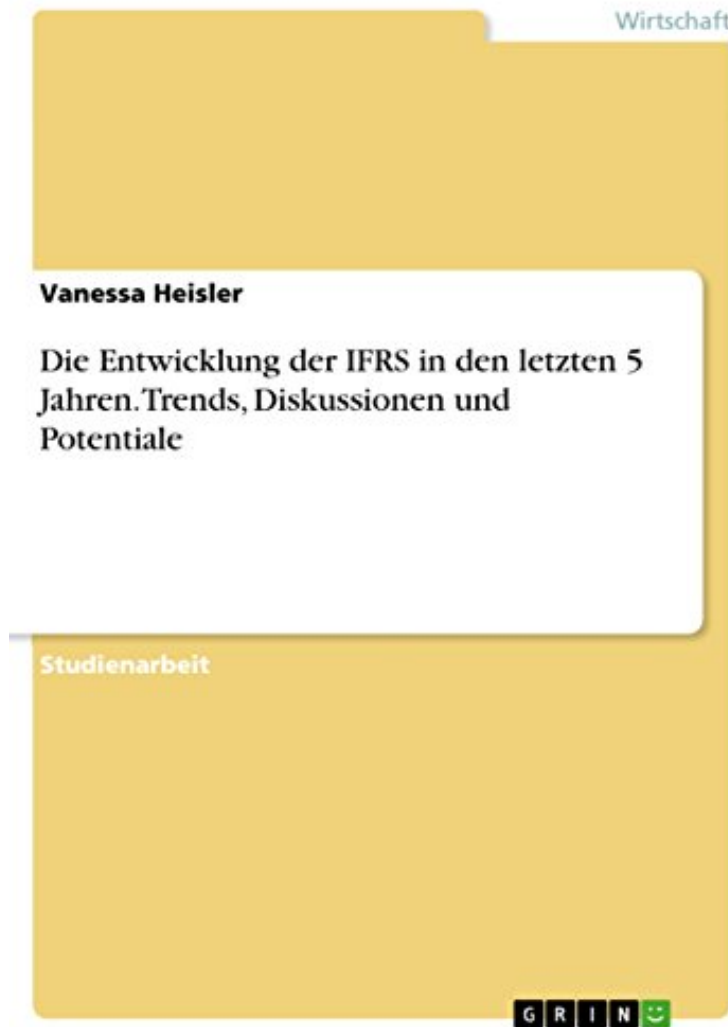 Wirtschaft
Vanessa Heisler
Die Entwicklung der IFRS in den letzten 5
Jahren. Trends, Diskussionen und
Potentiale
Studienarbeit
GRIN